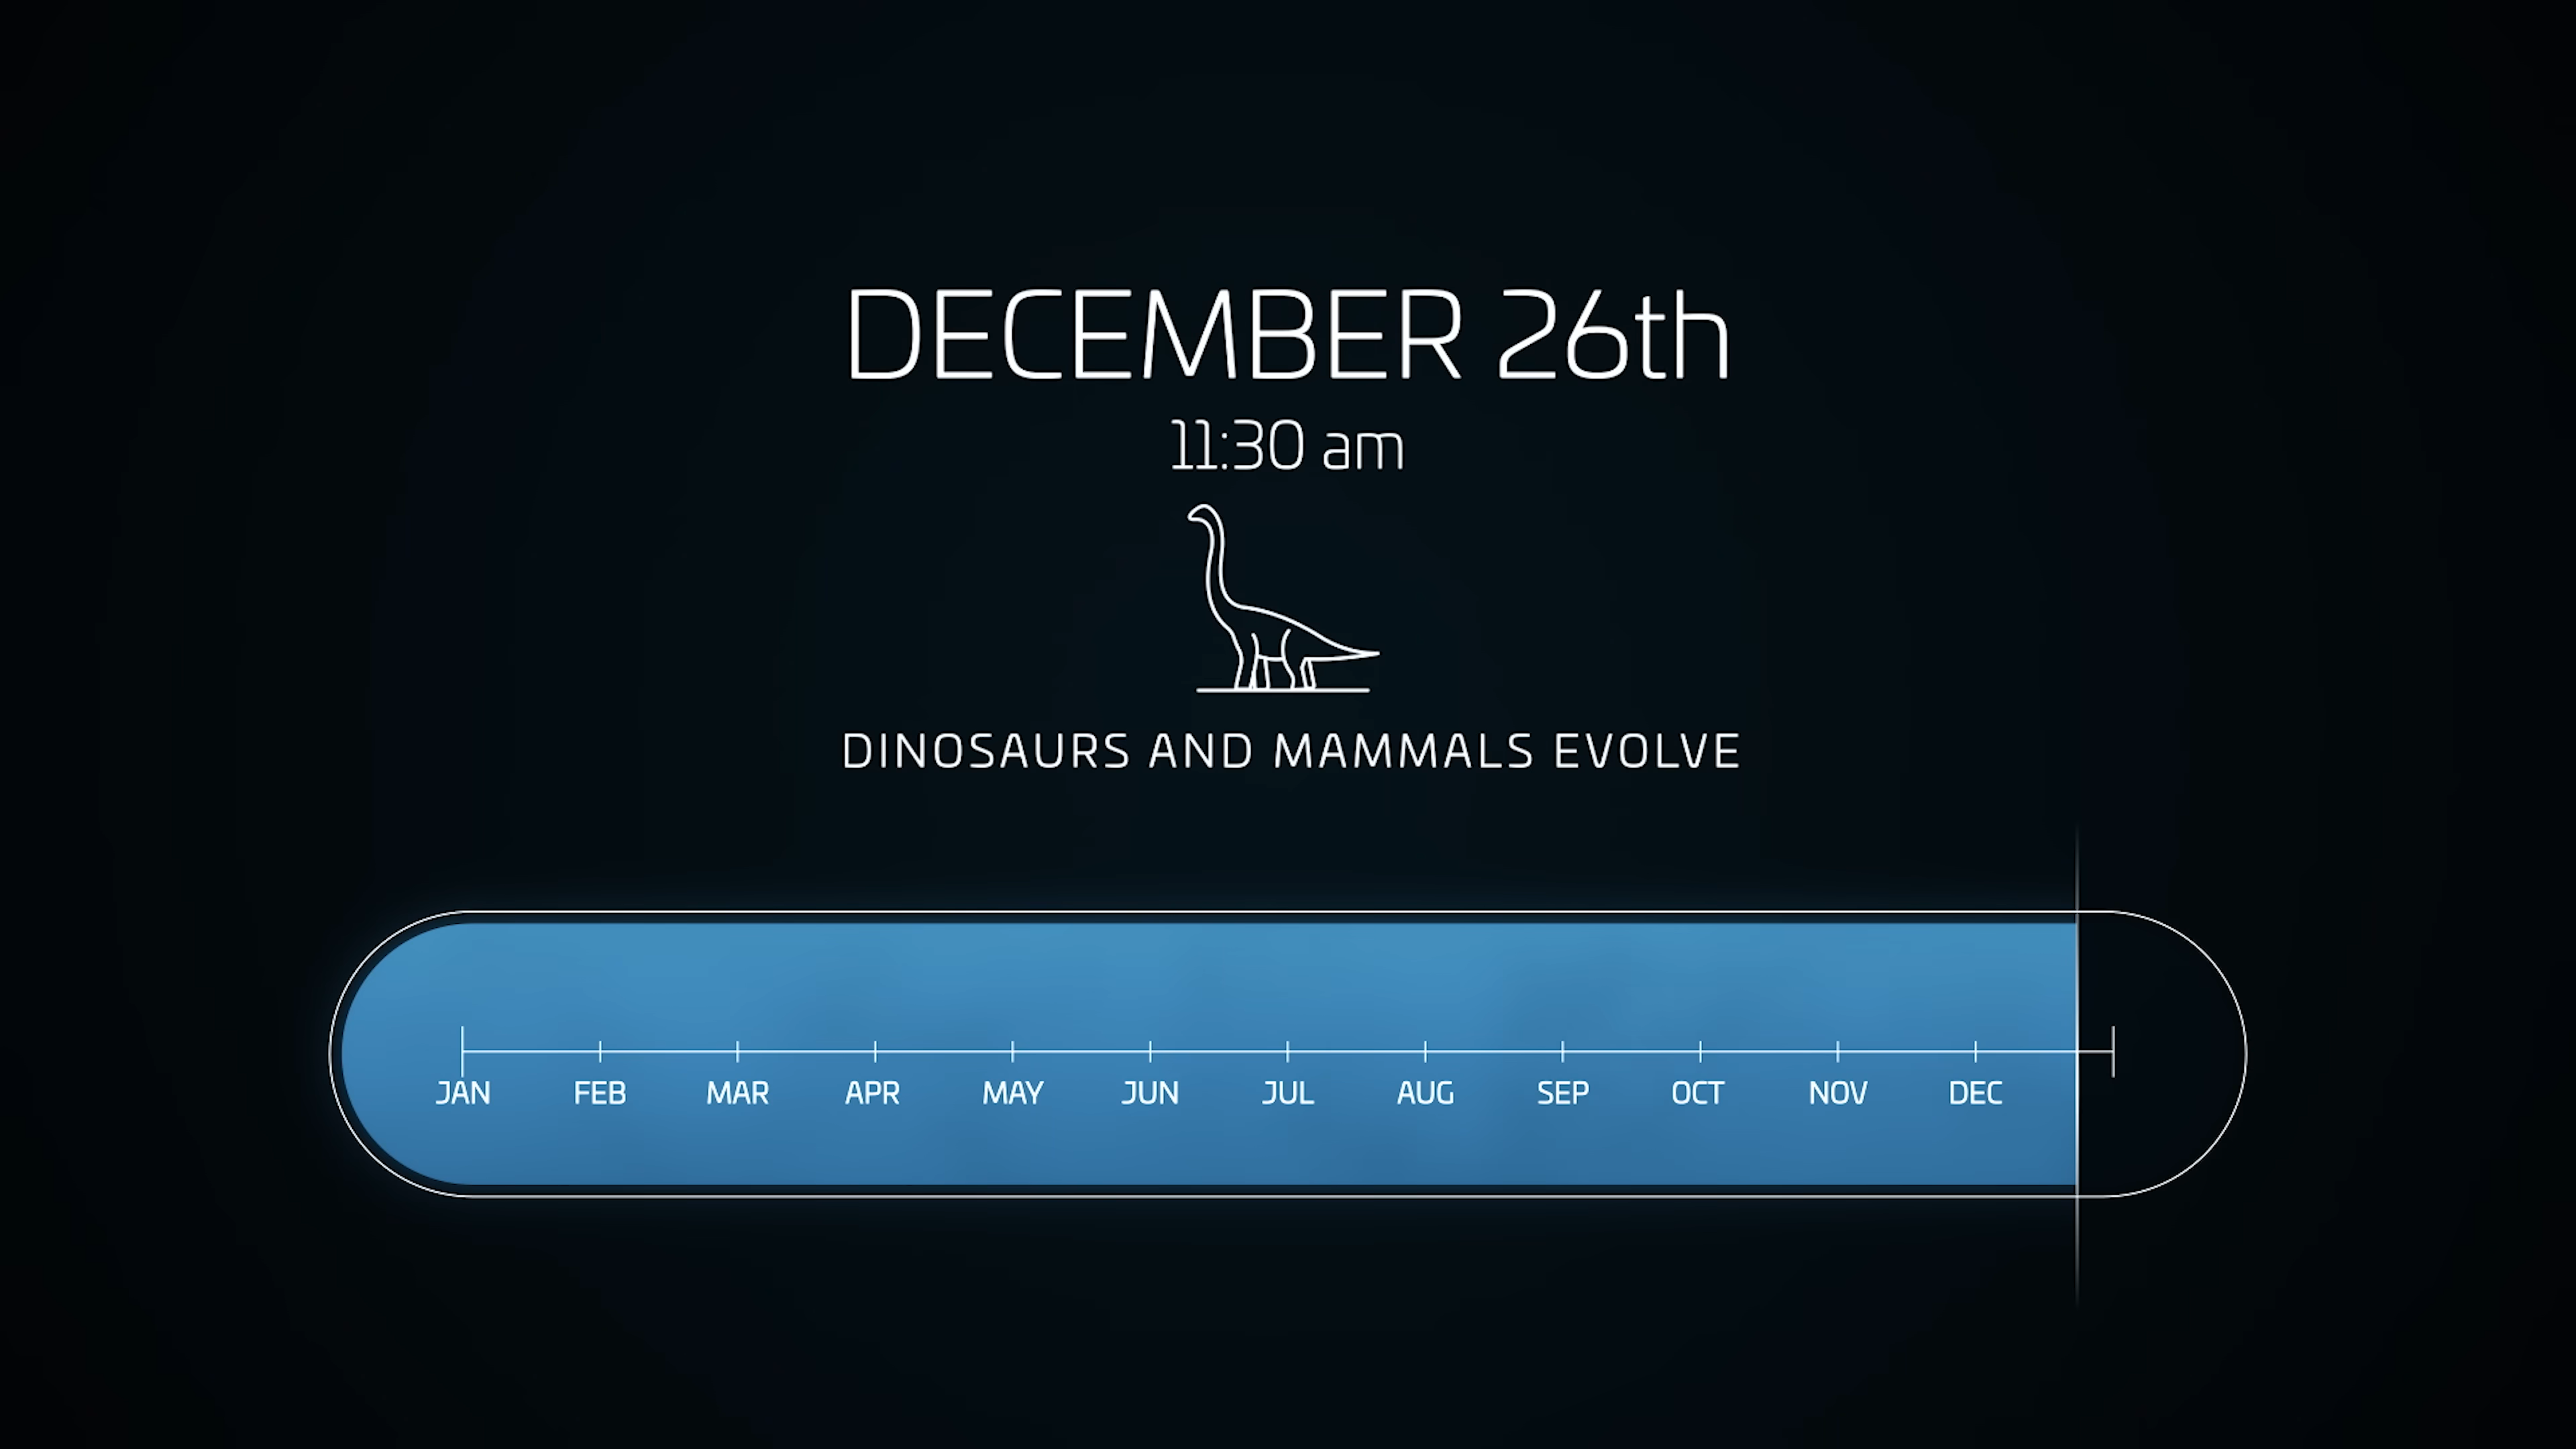 DECEMBER 26th
11:30 am
DINOSAURS AND MAMMALS EVOLVE
JAN FEB MAR APR MAY JUN JUL AUG SEP OCT NOV DEC